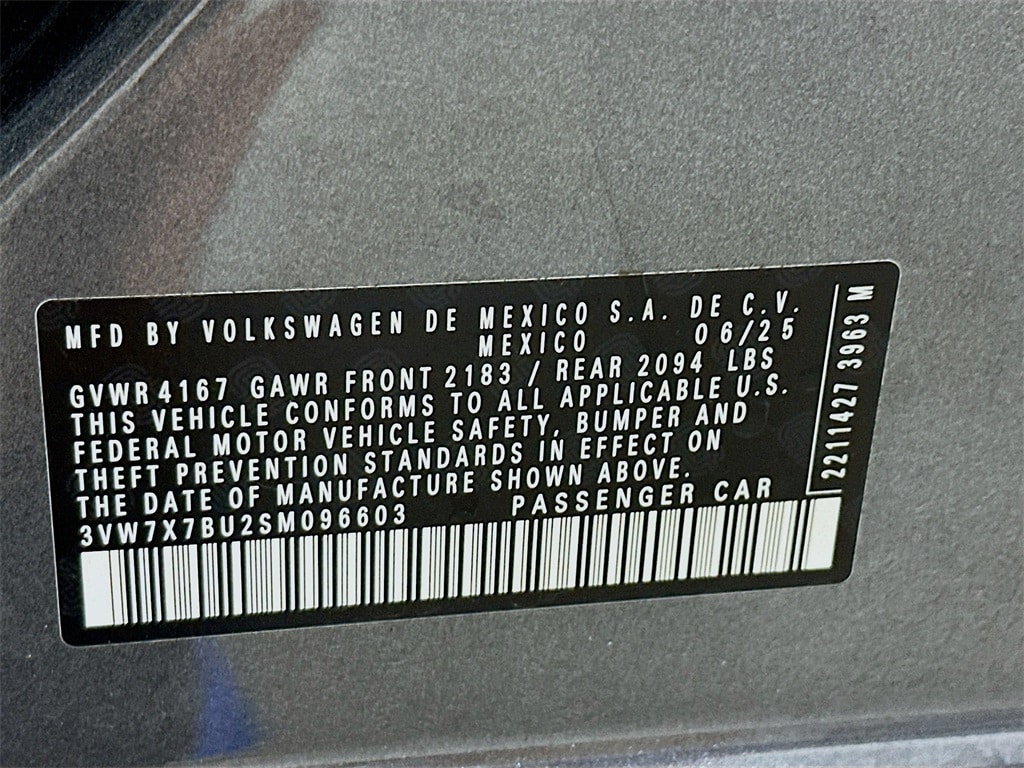 MFD BY VOLKSWAGEN DE MEXICO S.A. DE C.V.
MEXICO 06/25
GVWR 4167 GAWR FRONT 2183 / REAR 2094 LBS
THIS VEHICLE CONFORMS TO ALL APPLICABLE U.S.
FEDERAL MOTOR VEHICLE SAFETY, BUMPER AND
THEFT PREVENTION STANDARDS IN EFFECT ON
THE DATE OF MANUFACTURE SHOWN ABOVE.
3VW7X7BU2SM096603 PASSENGER CAR
22111427 3963 M